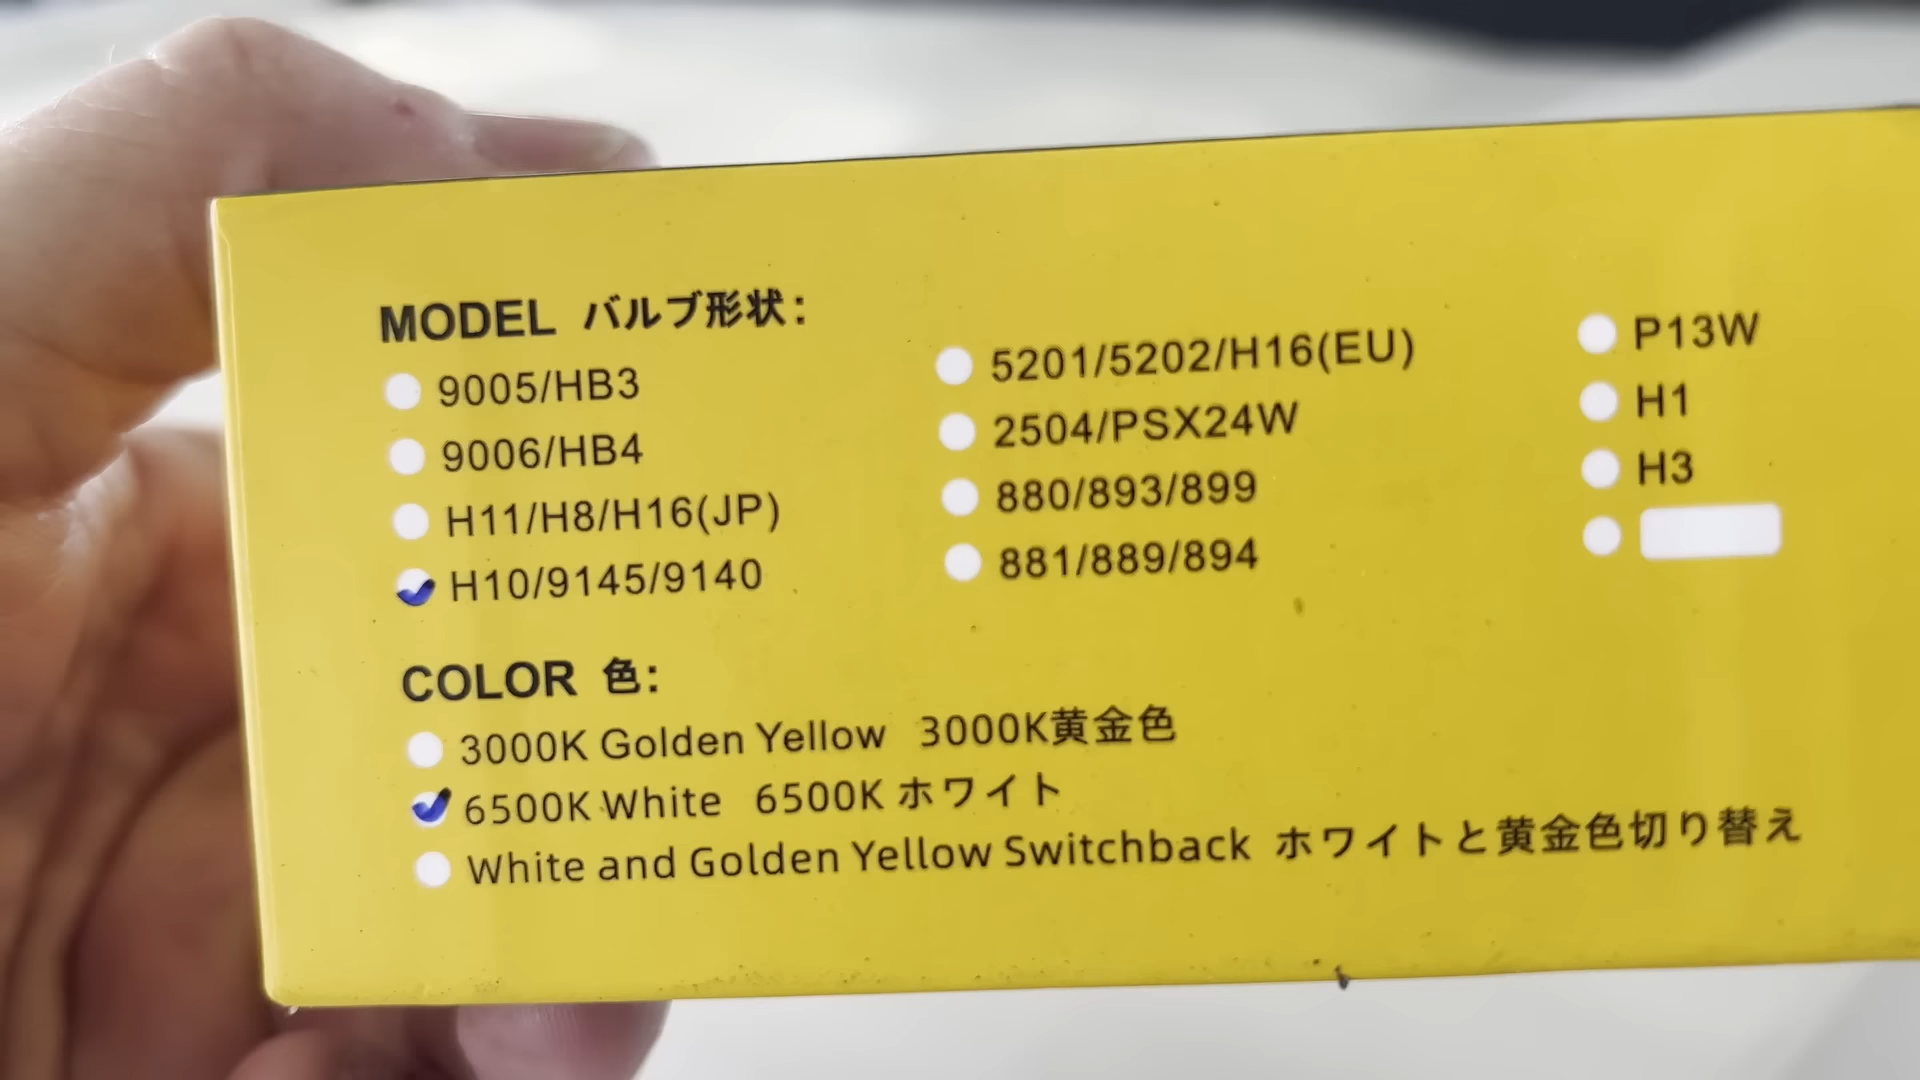 MODEL バルブ形状:
9005/HB3
9006/HB4
H11/H8/H16(JP)
H10/9145/9140
5201/5202/H16(EU)
2504/PSX24W
880/893/899
881/889/894
P13W
H1
H3
COLOR 色:
3000K Golden Yellow 3000K黄金色
6500K White 6500K ホワイト
White and Golden Yellow Switchback ホワイトと黄金色切り替え